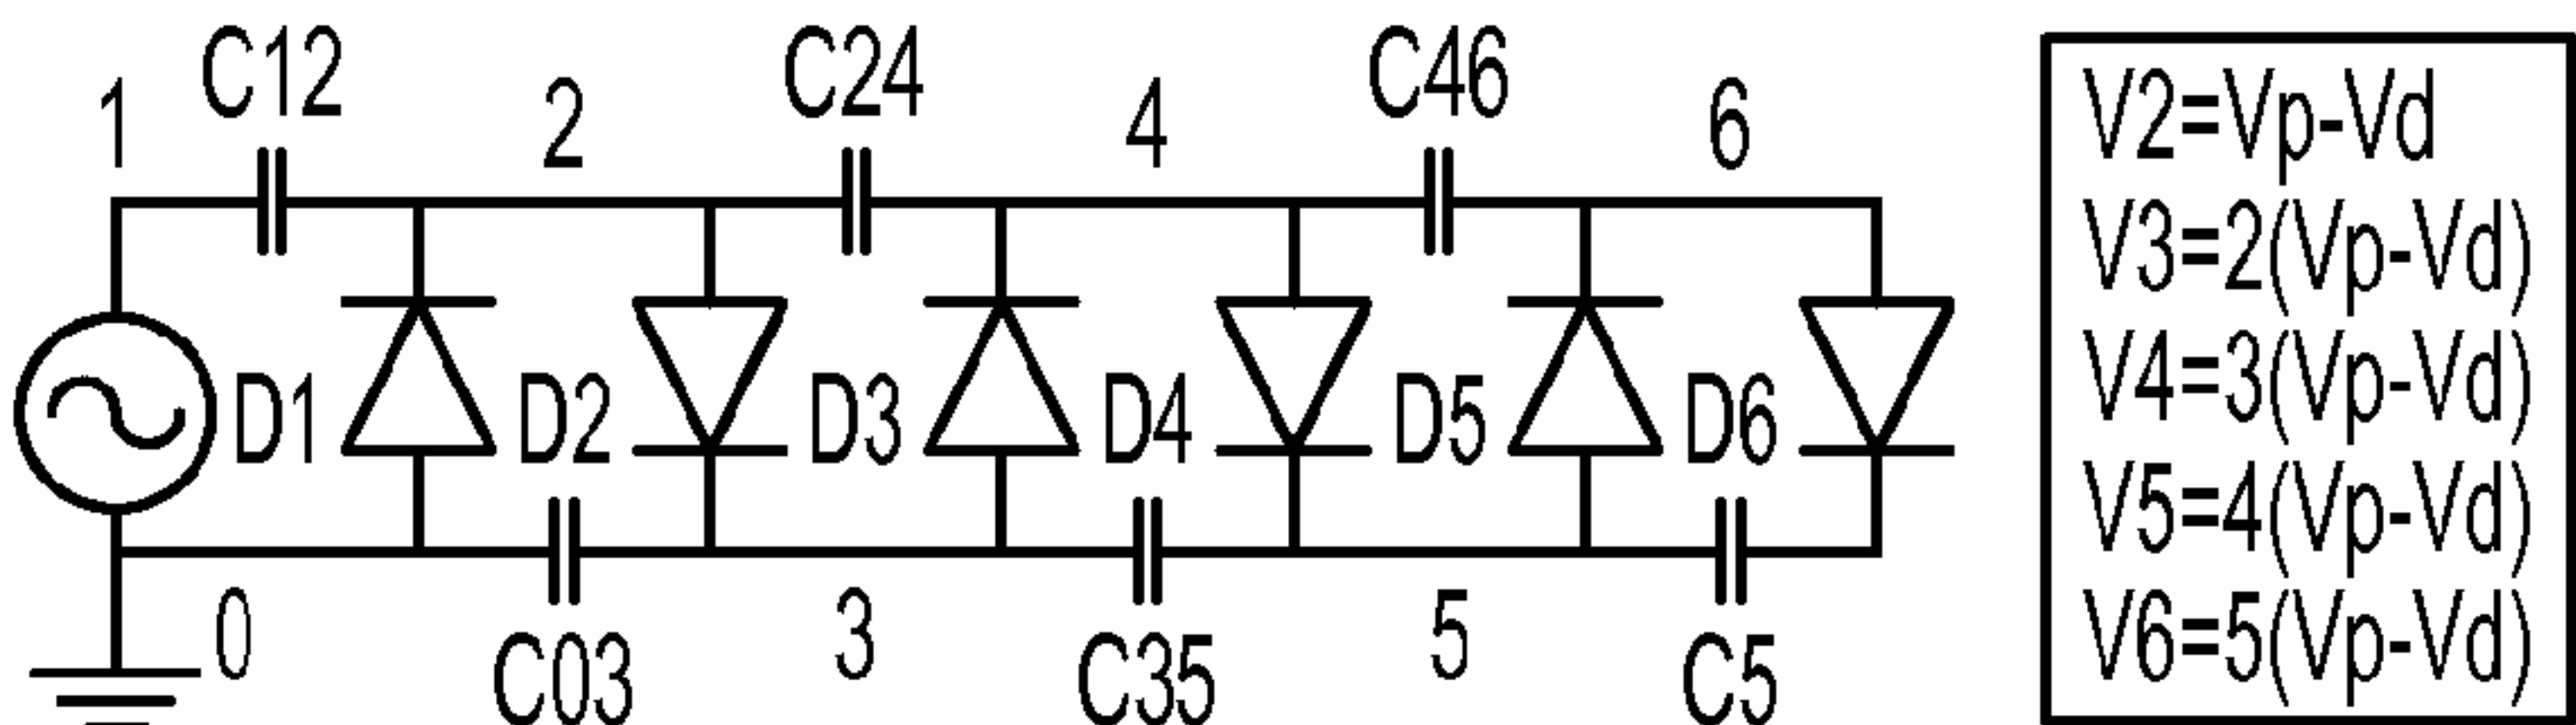 C12 C24 C46
1 2 4 6
D1 D2 D3 D4 D5 D6
0 3 5
C03 C35 C5
V2=Vp-Vd
V3=2(Vp-Vd)
V4=3(Vp-Vd)
V5=4(Vp-Vd)
V6=5(Vp-Vd)